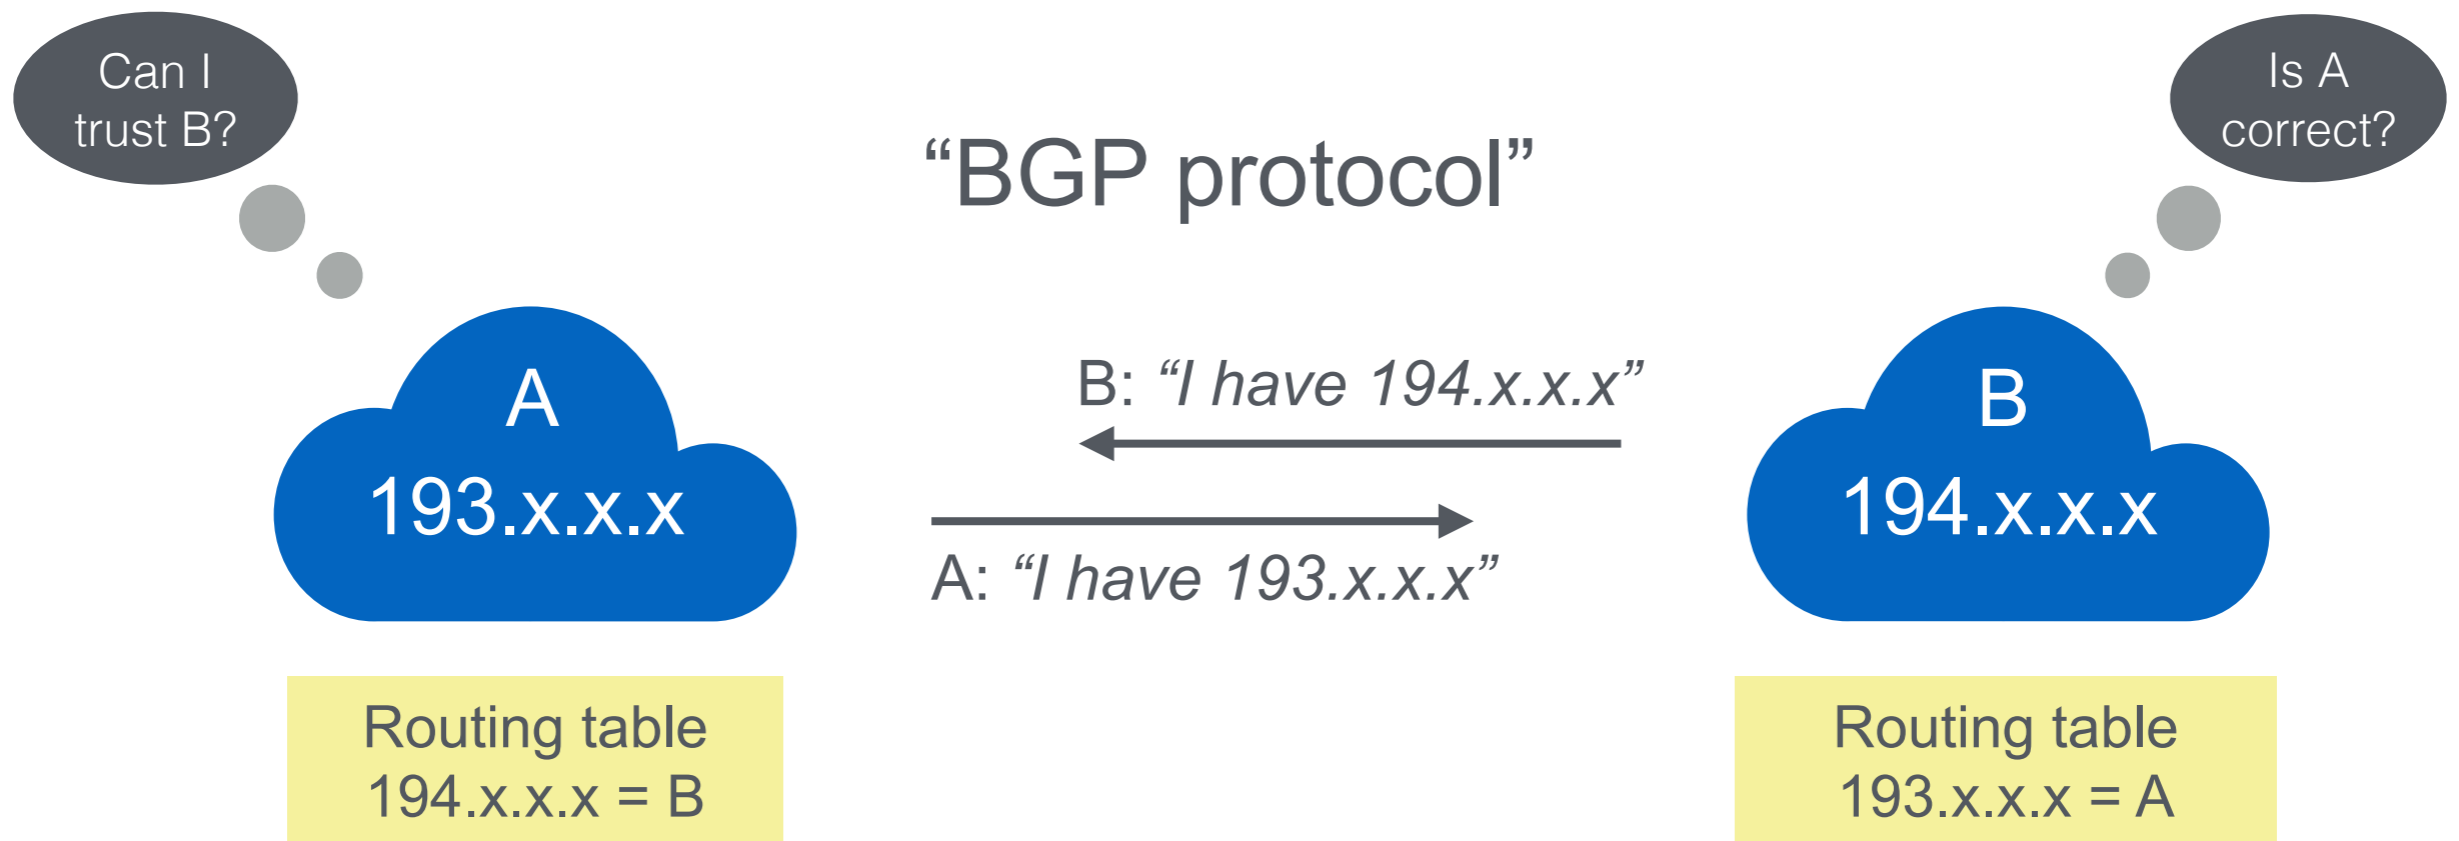 Can I
trust B?
Is A
correct?
“BGP protocol”
A
193.x.x.x
B: “I have 194.x.x.x”
A: “I have 193.x.x.x”
B
194.x.x.x
Routing table
194.x.x.x = B
Routing table
193.x.x.x = A